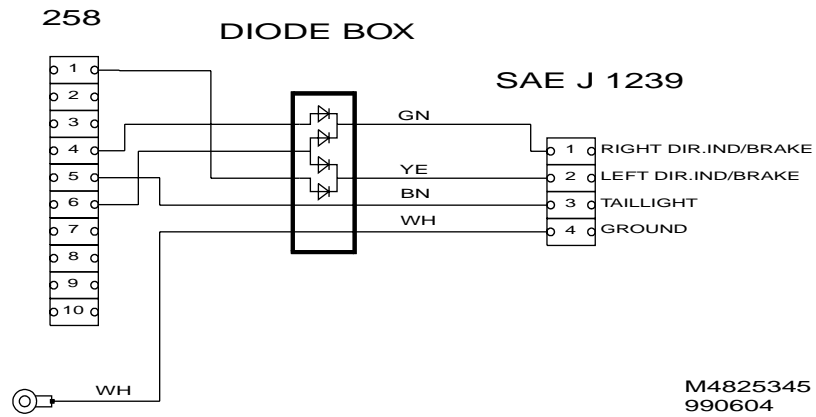 258
DIODE BOX
SAE J 1239
1
2
3
4
5
6
7
8
9
10
GN
YE
BN
WH
1 RIGHT DIR.IND/BRAKE
2 LEFT DIR.IND/BRAKE
3 TAILLIGHT
4 GROUND
WH
M4825345
990604